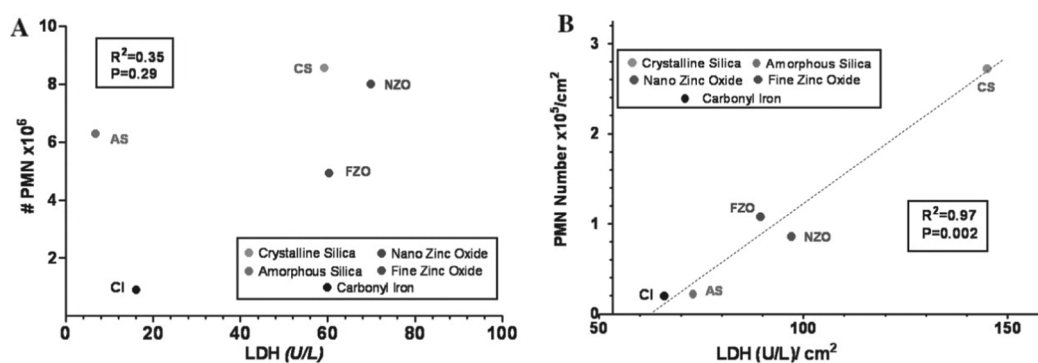 A
R²=0.35
P=0.29
# PMN x10⁶
10
8
6
4
2
CS
NZO
AS
FZO
CI
Crystalline Silica
Nano Zinc Oxide
Amorphous Silica
Fine Zinc Oxide
Carbonyl Iron
0 20 40 60 80 100
LDH (U/L)
B
PMN Number x10⁵/cm²
3
2
1
0
Crystalline Silica
Amorphous Silica
Nano Zinc Oxide
Fine Zinc Oxide
Carbonyl Iron
CS
FZO
NZO
R²=0.97
P=0.002
CI
AS
50 100 150
LDH (U/L)/ cm²